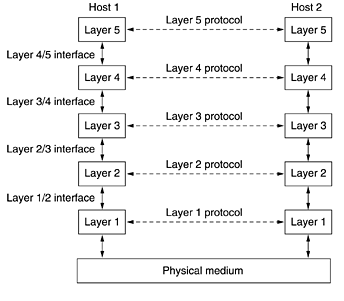 Host 1 Host 2
Layer 5 Layer 5 protocol Layer 5
Layer 4/5 interface
Layer 4 Layer 4 protocol Layer 4
Layer 3/4 interface
Layer 3 Layer 3 protocol Layer 3
Layer 2/3 interface
Layer 2 Layer 2 protocol Layer 2
Layer 1/2 interface
Layer 1 Layer 1 protocol Layer 1
Physical medium